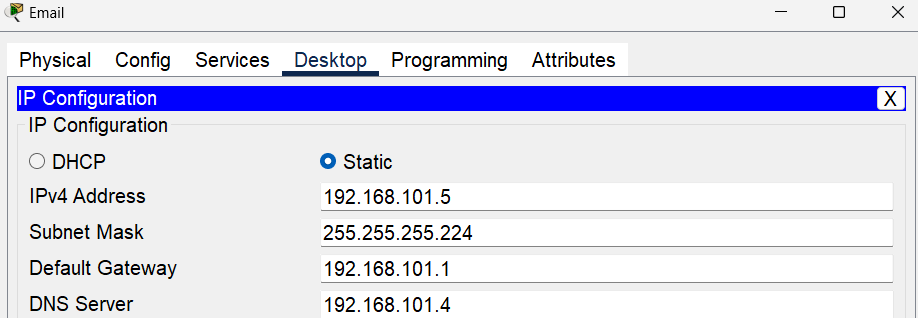 Email
Physical Config Services Desktop Programming Attributes
IP Configuration X
IP Configuration
DHCP Static
IPv4 Address 192.168.101.5
Subnet Mask 255.255.255.224
Default Gateway 192.168.101.1
DNS Server 192.168.101.4